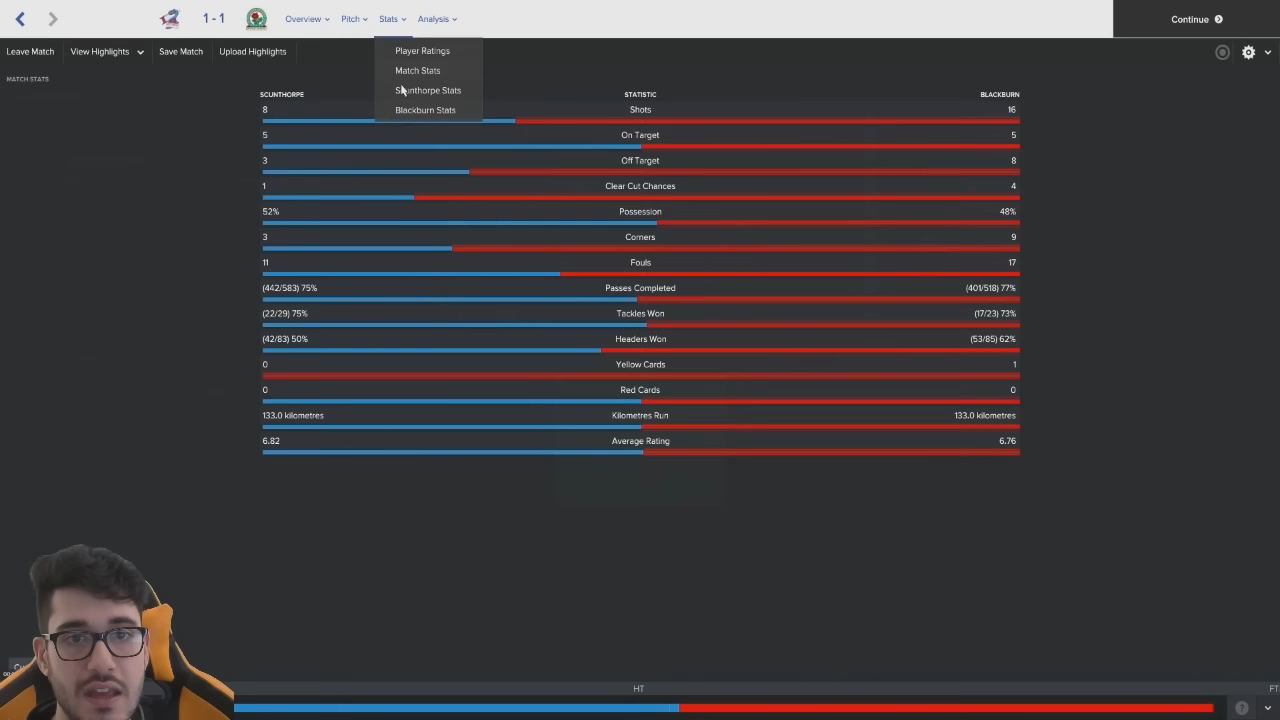 1 - 1 Overview Pitch Stats Analysis Continue
Leave Match View Highlights Save Match Upload Highlights
Player Ratings
Match Stats
Scunthorpe Stats
Blackburn Stats
MATCH STATS
SCUNTHORPE STATISTIC BLACKBURN
8 Shots 16
5 On Target 5
3 Off Target 8
1 Clear Cut Chances 4
52% Possession 48%
3 Corners 9
11 Fouls 17
(442/583) 75% Passes Completed (401/518) 77%
(22/29) 75% Tackles Won (17/23) 73%
(42/83) 50% Headers Won (53/85) 62%
0 Yellow Cards 1
0 Red Cards 0
133.0 kilometres Kilometres Run 133.0 kilometres
6.82 Average Rating 6.76
HT FT